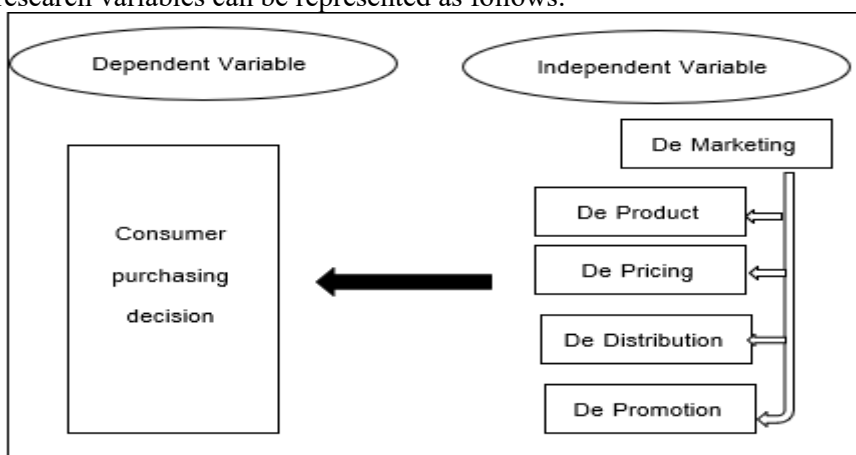 research variables can be represented as follows:
Dependent Variable
Independent Variable
De Marketing
De Product
De Pricing
De Distribution
De Promotion
Consumer
purchasing
decision